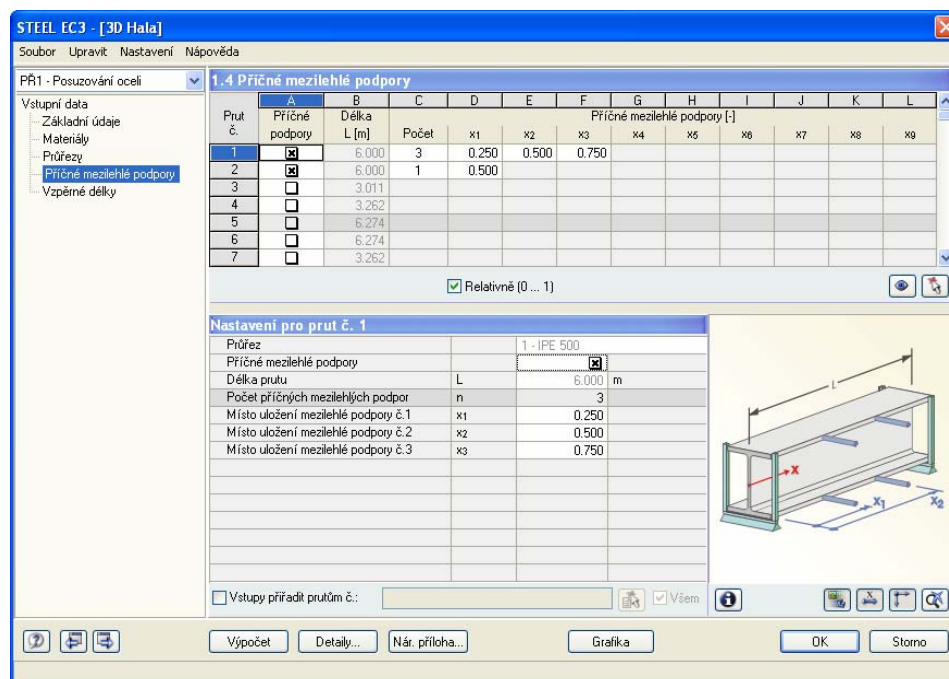 STEEL EC3 - [3D Hala]
Soubor Upravit Nastavení Nápověda
PŘ1 - Posuzování oceli
Vstupní data
Základní údaje
Materiály
Průřezy
Příčné mezilehlé podpory
Vzpěrné délky
1.4 Příčné mezilehlé podpory
A B C D E F G H I J K L
Prut Příčné Délka Příčné mezilehlé podpory [-]
č. podpory L [m] Počet x1 x2 x3 x4 x5 x6 x7 x8 x9
1 6.000 3 0.250 0.500 0.750
2 6.000 1 0.500
3 3.011
4 3.262
5 6.274
6 6.274
7 3.262
Relativně (0 ... 1)
Nastavení pro prut č. 1
Průřez 1 - IPE 500
Příčné mezilehlé podpory
Délka prutu L 6.000 m
Počet příčných mezilehlých podpor n 3
Místo uložení mezilehlé podpory č.1 x1 0.250
Místo uložení mezilehlé podpory č.2 x2 0.500
Místo uložení mezilehlé podpory č.3 x3 0.750
L
x
x1
x2
Vstupy přiřadit prutům č.: Všem
Výpočet Detaily... Nár. příloha... Grafika OK Storno